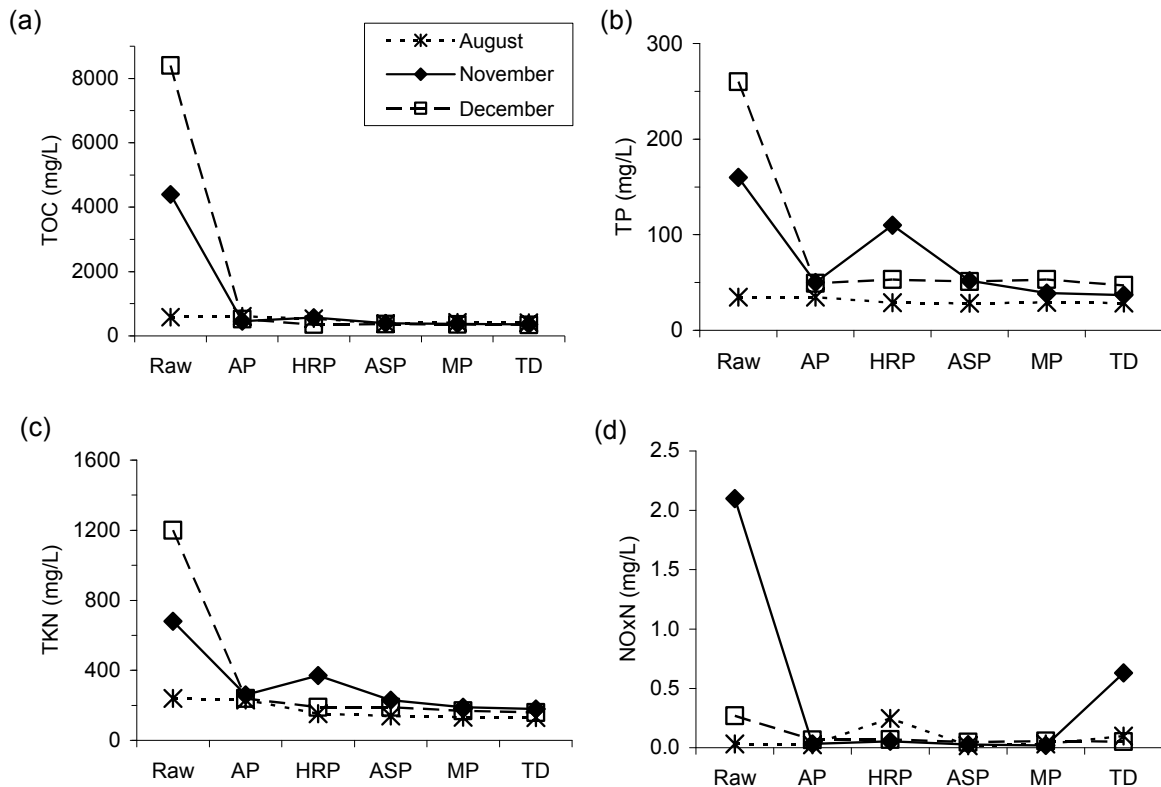 (a)
TOC (mg/L)
8000
6000
4000
2000
0
Raw AP HRP ASP MP TD
August
November
December
(b)
TP (mg/L)
300
200
100
0
Raw AP HRP ASP MP TD
(c)
TKN (mg/L)
1600
1200
800
400
0
Raw AP HRP ASP MP TD
(d)
NOxN (mg/L)
2.5
2.0
1.5
1.0
0.5
0.0
Raw AP HRP ASP MP TD